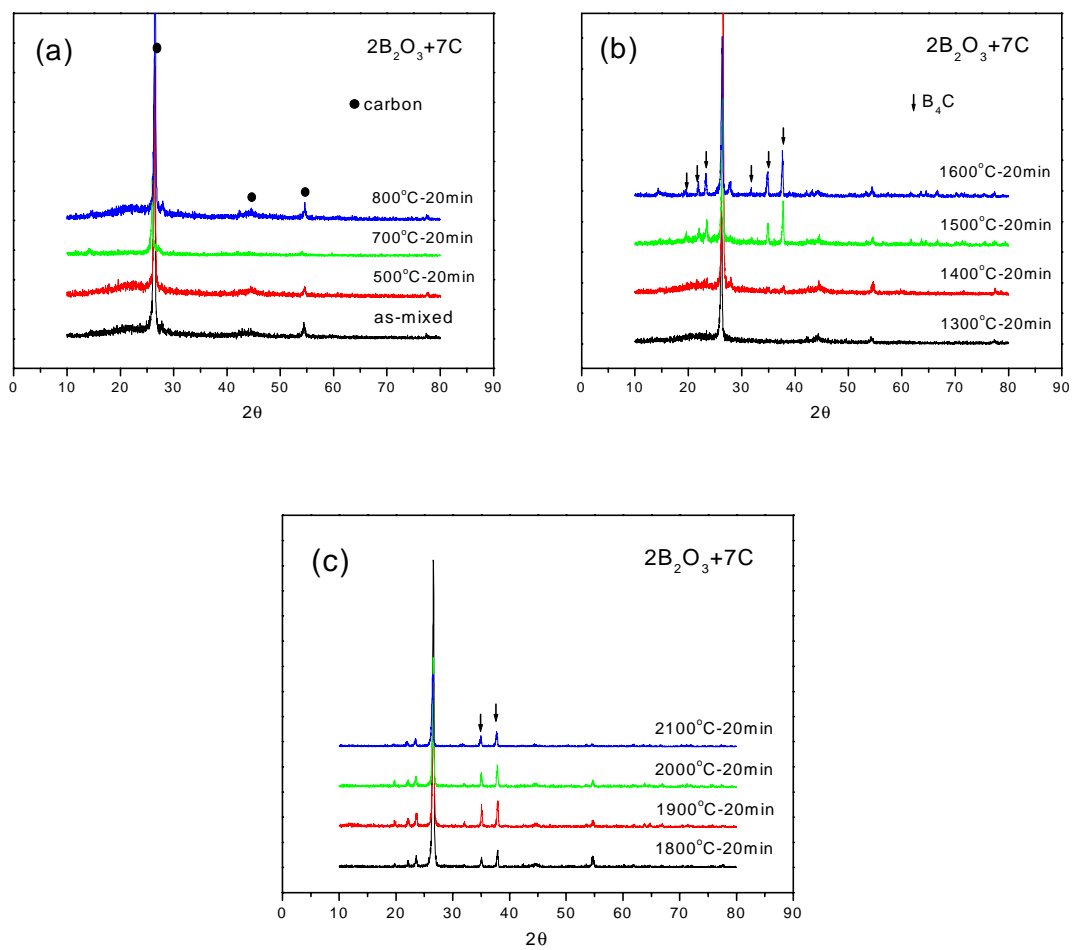 (a)
2B₂O₃+7C
carbon
800°C-20min
700°C-20min
500°C-20min
as-mixed
0 10 20 30 40 50 60 70 80 90
2θ
(b)
2B₂O₃+7C
B₄C
1600°C-20min
1500°C-20min
1400°C-20min
1300°C-20min
0 10 20 30 40 50 60 70 80 90
2θ
(c)
2B₂O₃+7C
2100°C-20min
2000°C-20min
1900°C-20min
1800°C-20min
0 10 20 30 40 50 60 70 80 90
2θ